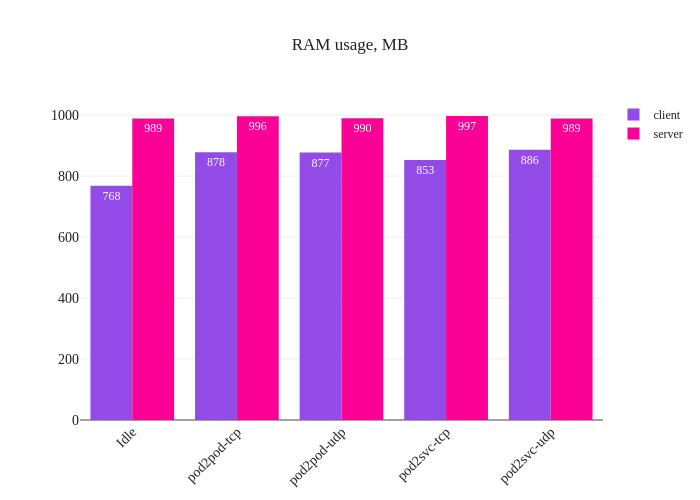 RAM usage, MB
1000
800
600
400
200
0
989
996
990
997
989
768
878
877
853
886
Idle
pod2pod-tcp
pod2pod-udp
pod2svc-tcp
pod2svc-udp
client
server